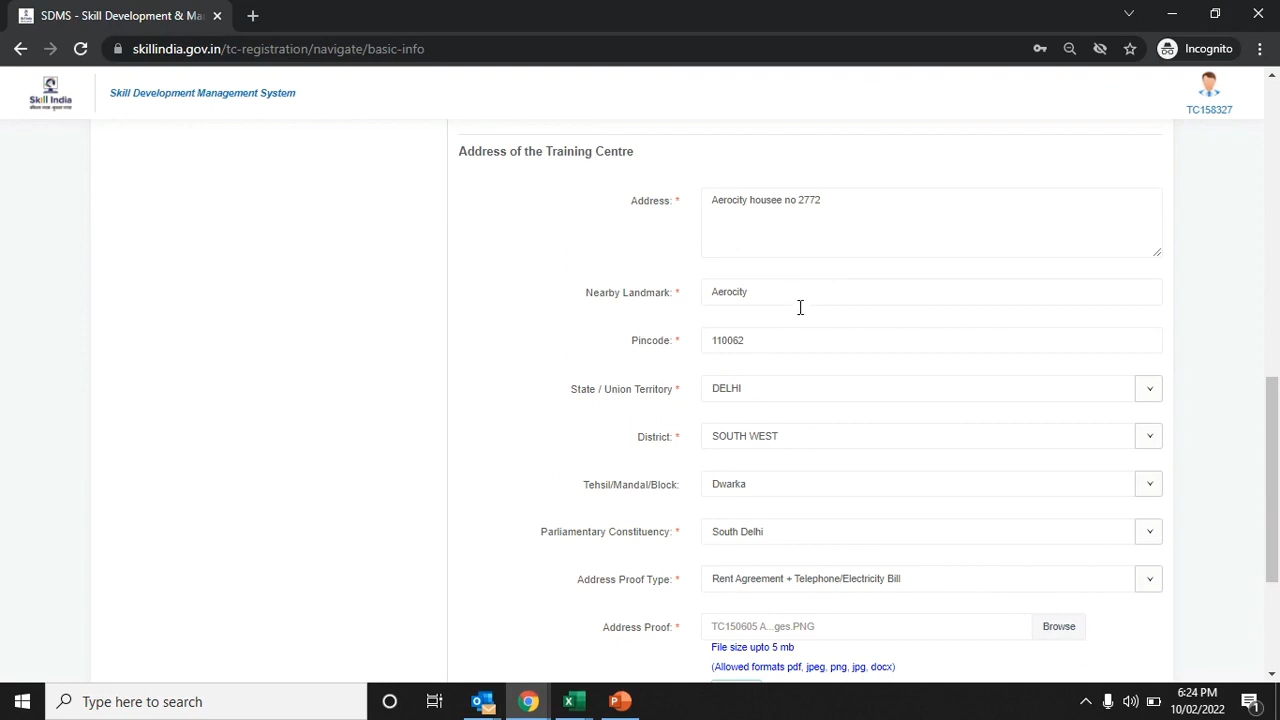 SDMS - Skill Development & Ma
skillindia.gov.in/tc-registration/navigate/basic-info
Incognito
Skill India
Skill Development Management System
TC158327
Address of the Training Centre
Address: *
Aerocity housee no 2772
Nearby Landmark: *
Aerocity
Pincode: *
110062
State / Union Territory *
DELHI
District: *
SOUTH WEST
Tehsil/Mandal/Block:
Dwarka
Parliamentary Constituency: *
South Delhi
Address Proof Type: *
Rent Agreement + Telephone/Electricity Bill
Address Proof: *
TC150605 A...ges.PNG
Browse
File size upto 5 mb
(Allowed formats pdf, jpeg, png, jpg, docx)
Type here to search
6:24 PM
10/02/2022
1